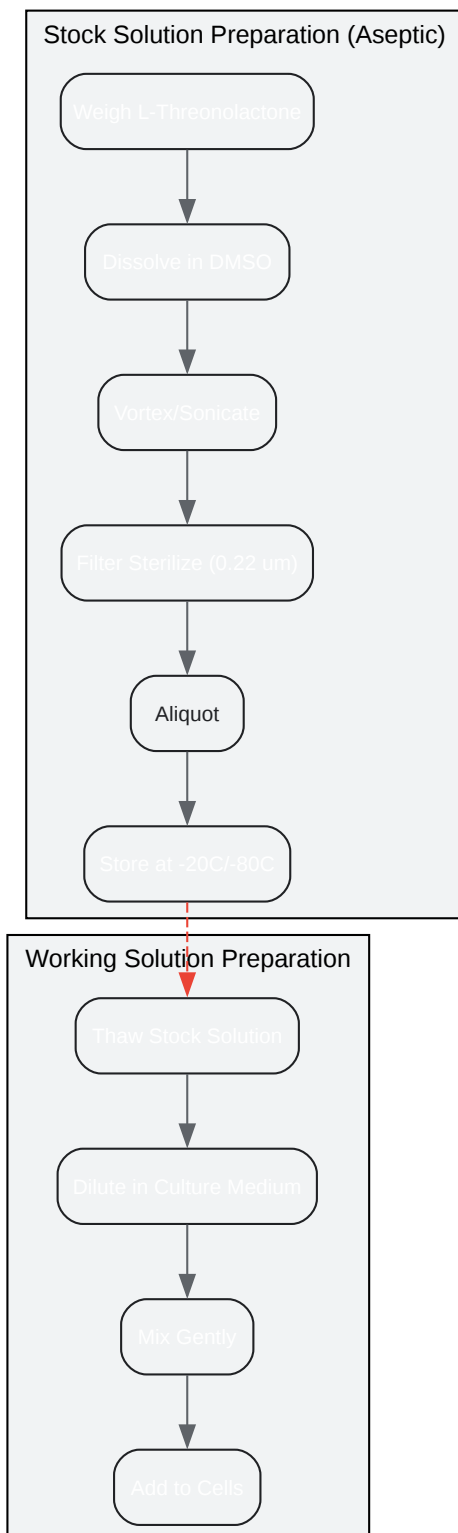 Stock Solution Preparation (Aseptic)
Weigh L-Threonolactone
Dissolve in DMSO
Vortex/Sonicate
Filter Sterilize (0.22 um)
Aliquot
Store at -20C/-80C
Working Solution Preparation
Thaw Stock Solution
Dilute in Culture Medium
Mix Gently
Add to Cells